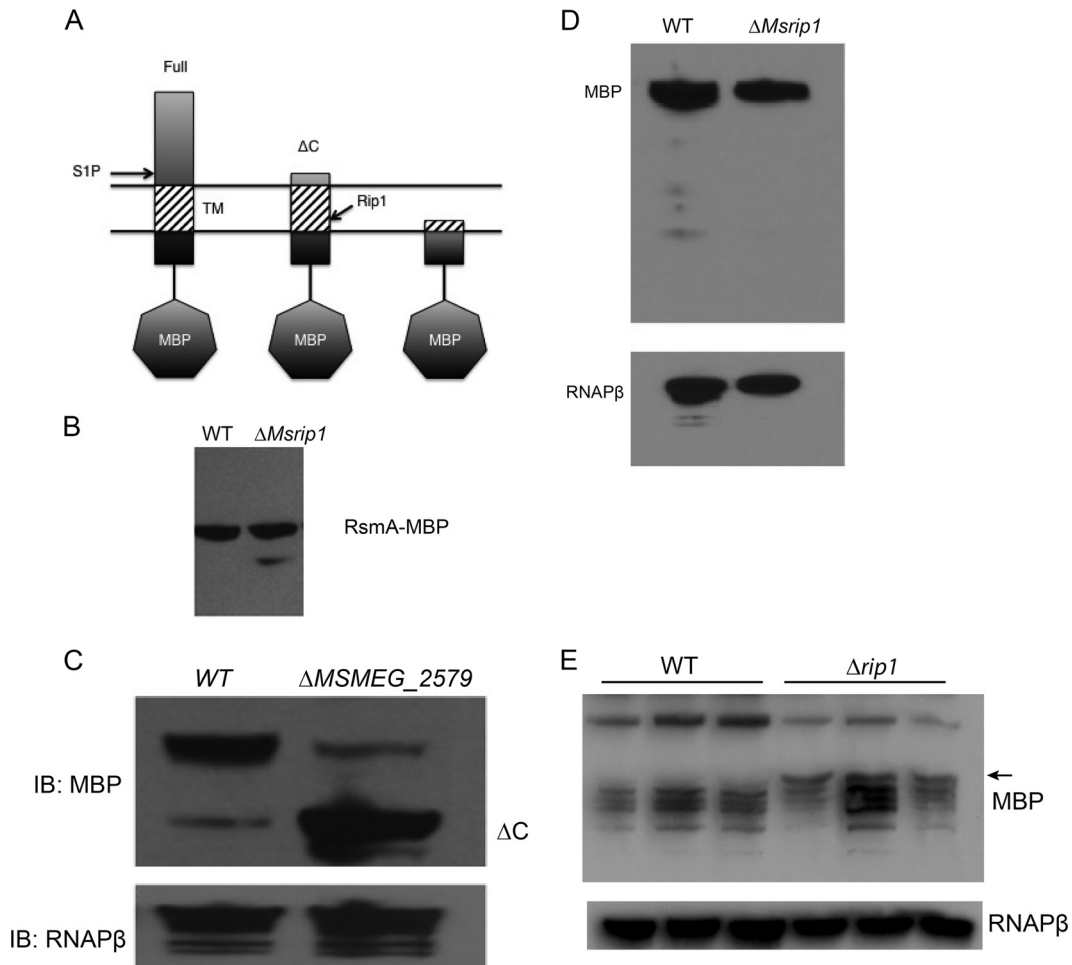 A
Full
S1P
ΔC
TM
Rip1
MBP
MBP
MBP
B
WT ΔMsrip1
RsmA-MBP
C
WT ΔMSMEG_2579
IB: MBP
ΔC
IB: RNAPβ
D
WT ΔMsrip1
MBP
RNAPβ
E
WT Δrip1
MBP
RNAPβ